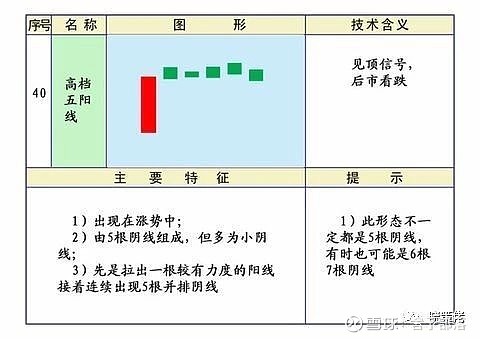 序号 名 称 图 形 技术含义
40
高档
五阳
线
见顶信号,
后市看跌
主 要 特 征 提 示
1）出现在涨势中;
2）由5根阴线组成，但多为小阴
线;
3）先是拉出一根较有力度的阳线
接着连续出现5根并排阴线
1）此形态不一
定都是5根阴线，
有时也可能是6根
7根阴线
雪球：